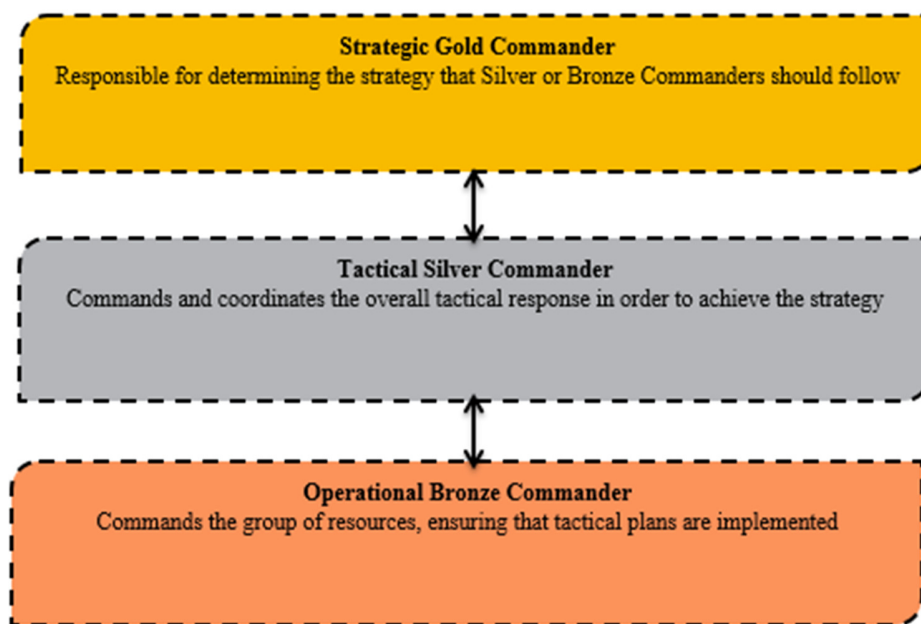 Strategic Gold Commander
Responsible for determining the strategy that Silver or Bronze Commanders should follow
Tactical Silver Commander
Commands and coordinates the overall tactical response in order to achieve the strategy
Operational Bronze Commander
Commands the group of resources, ensuring that tactical plans are implemented